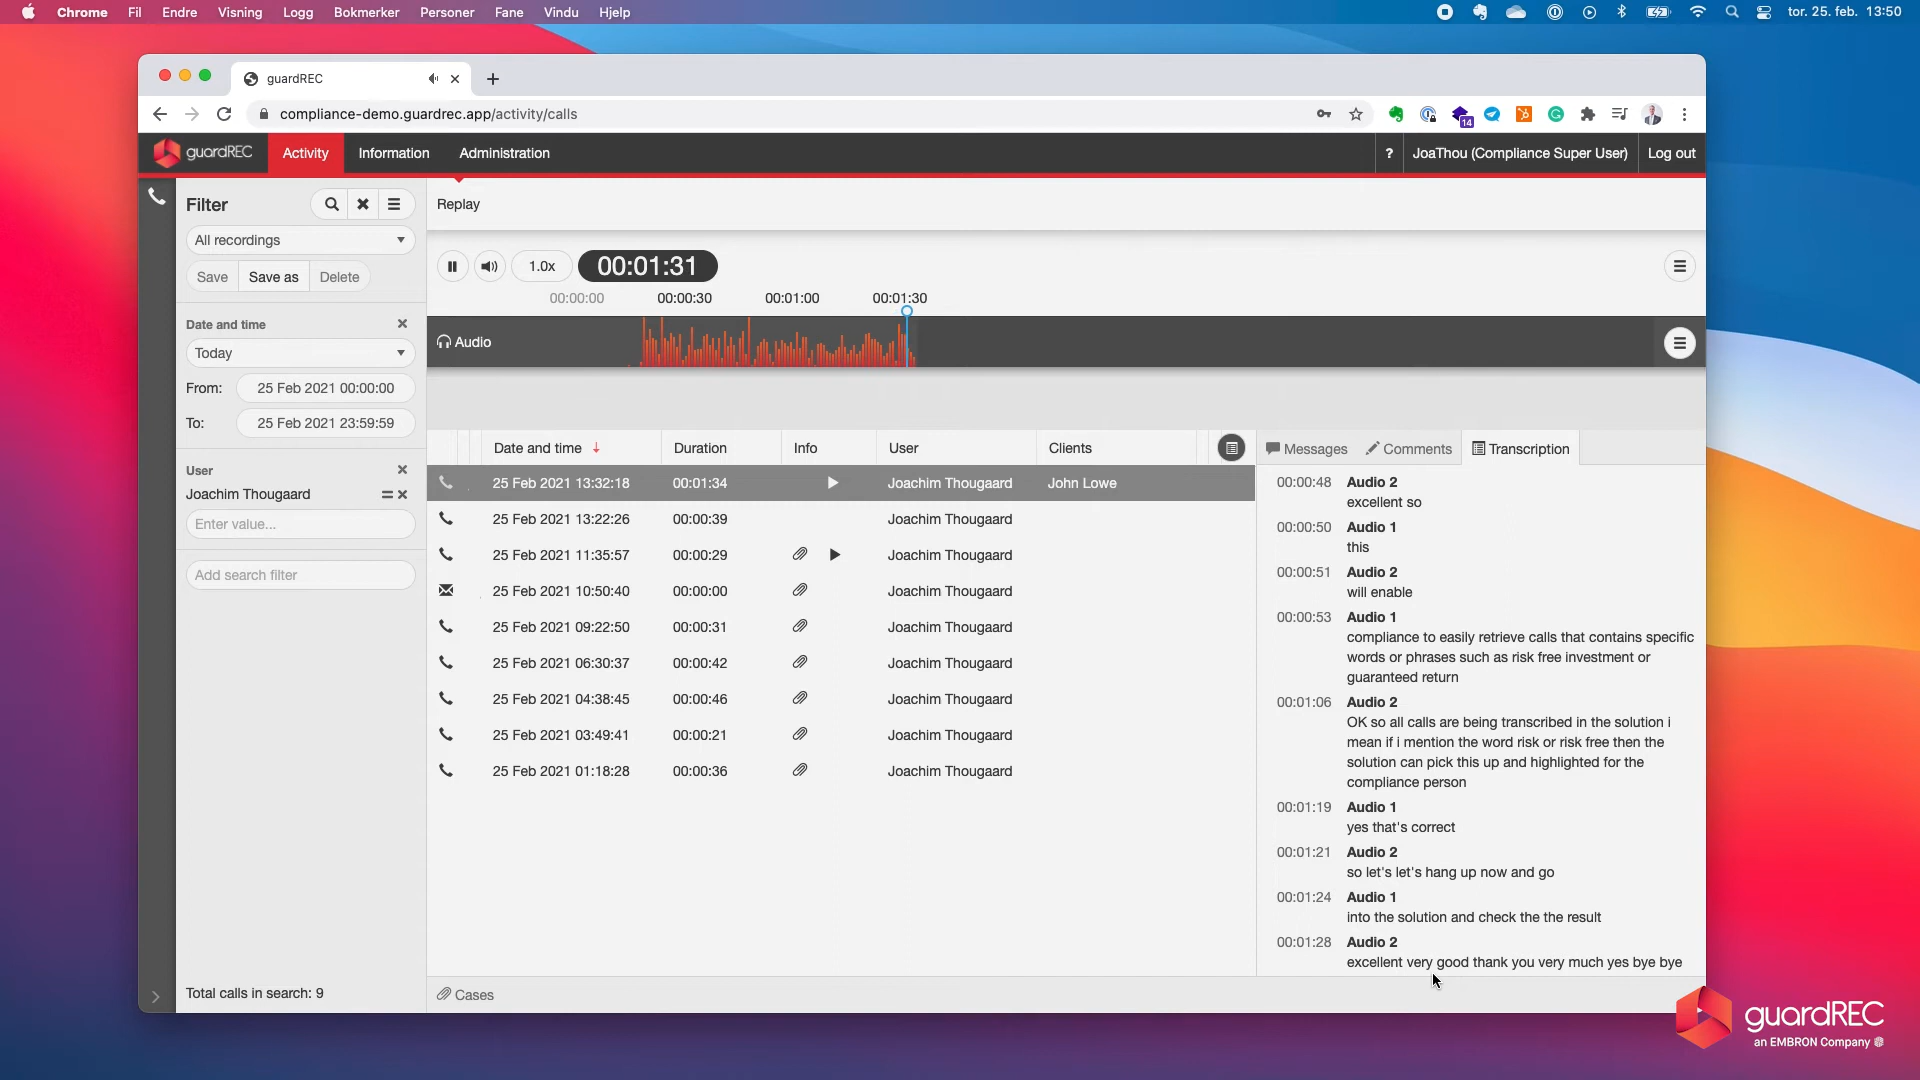 Chrome Fil Endre Visning Logg Bokmerker Personer Fane Vindu Hjelp tor. 25. feb. 13:50
guardREC
compliance-demo.guardrec.app/activity/calls
14
guardREC Activity Information Administration ? JoaThou (Compliance Super User) Log out
Filter
All recordings
Save Save as Delete
Date and time
Today
From: 25 Feb 2021 00:00:00
To: 25 Feb 2021 23:59:59
User
Joachim Thougaard
Enter value...
Add search filter
Total calls in search: 9
Replay
1.0x 00:01:31
00:00:00 00:00:30 00:01:00 00:01:30
Audio
Date and time Duration Info User Clients
25 Feb 2021 13:32:18 00:01:34 Joachim Thougaard John Lowe
25 Feb 2021 13:22:26 00:00:39 Joachim Thougaard
25 Feb 2021 11:35:57 00:00:29 Joachim Thougaard
25 Feb 2021 10:50:40 00:00:00 Joachim Thougaard
25 Feb 2021 09:22:50 00:00:31 Joachim Thougaard
25 Feb 2021 06:30:37 00:00:42 Joachim Thougaard
25 Feb 2021 04:38:45 00:00:46 Joachim Thougaard
25 Feb 2021 03:49:41 00:00:21 Joachim Thougaard
25 Feb 2021 01:18:28 00:00:36 Joachim Thougaard
Cases
Messages Comments Transcription
00:00:48 Audio 2
excellent so
00:00:50 Audio 1
this
00:00:51 Audio 2
will enable
00:00:53 Audio 1
compliance to easily retrieve calls that contains specific
words or phrases such as risk free investment or
guaranteed return
00:01:06 Audio 2
OK so all calls are being transcribed in the solution i
mean if i mention the word risk or risk free then the
solution can pick this up and highlighted for the
compliance person
00:01:19 Audio 1
yes that's correct
00:01:21 Audio 2
so let's let's hang up now and go
00:01:24 Audio 1
into the solution and check the the result
00:01:28 Audio 2
excellent very good thank you very much yes bye bye
guardREC
an EMBRON Company